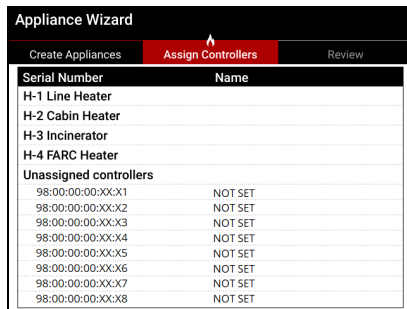 Appliance Wizard
Create Appliances Assign Controllers Review
Serial Number Name
H-1 Line Heater
H-2 Cabin Heater
H-3 Incinerator
H-4 FARC Heater
Unassigned controllers
98:00:00:00:XX:X1 NOT SET
98:00:00:00:XX:X2 NOT SET
98:00:00:00:XX:X3 NOT SET
98:00:00:00:XX:X4 NOT SET
98:00:00:00:XX:X5 NOT SET
98:00:00:00:XX:X6 NOT SET
98:00:00:00:XX:X7 NOT SET
98:00:00:00:XX:X8 NOT SET